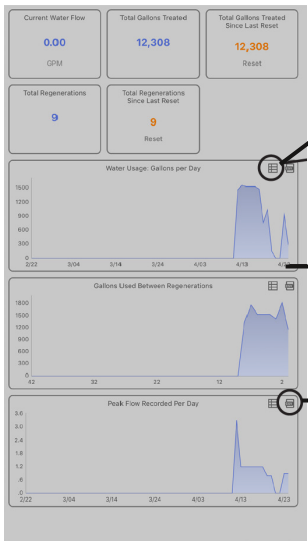 Current Water Flow
0.00
GPM
Total Gallons Treated
12,308
Total Gallons Treated
Since Last Reset
12,308
Reset
Total Regenerations
9
Total Regenerations
Since Last Reset
9
Reset
Water Usage: Gallons per Day
1500
1200
900
600
300
0
2/22 3/04 3/14 3/24 4/03 4/13
Gallons Used Between Regenerations
1800
1500
1200
900
600
300
0
42 32 22 12 2
Peak Flow Recorded Per Day
3.6
3.0
2.4
1.8
1.2
.6
.0
2/22 3/04 3/14 3/24 4/03 4/13 4/23